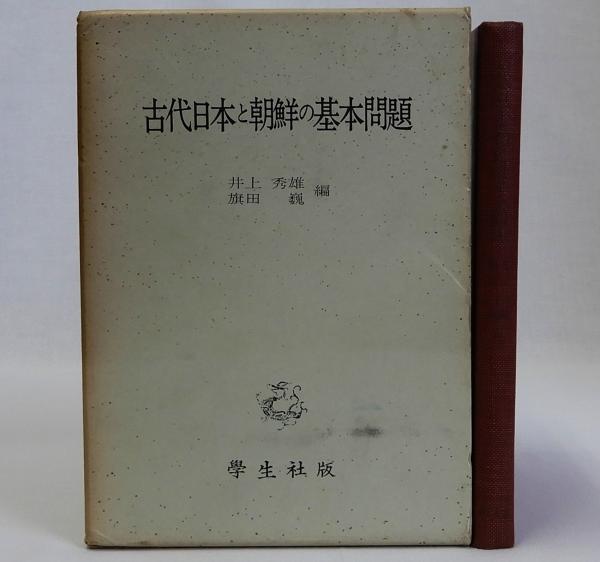 古代日本と朝鮮の基本問題
井上 秀雄
旗田 巍 編
學生社版